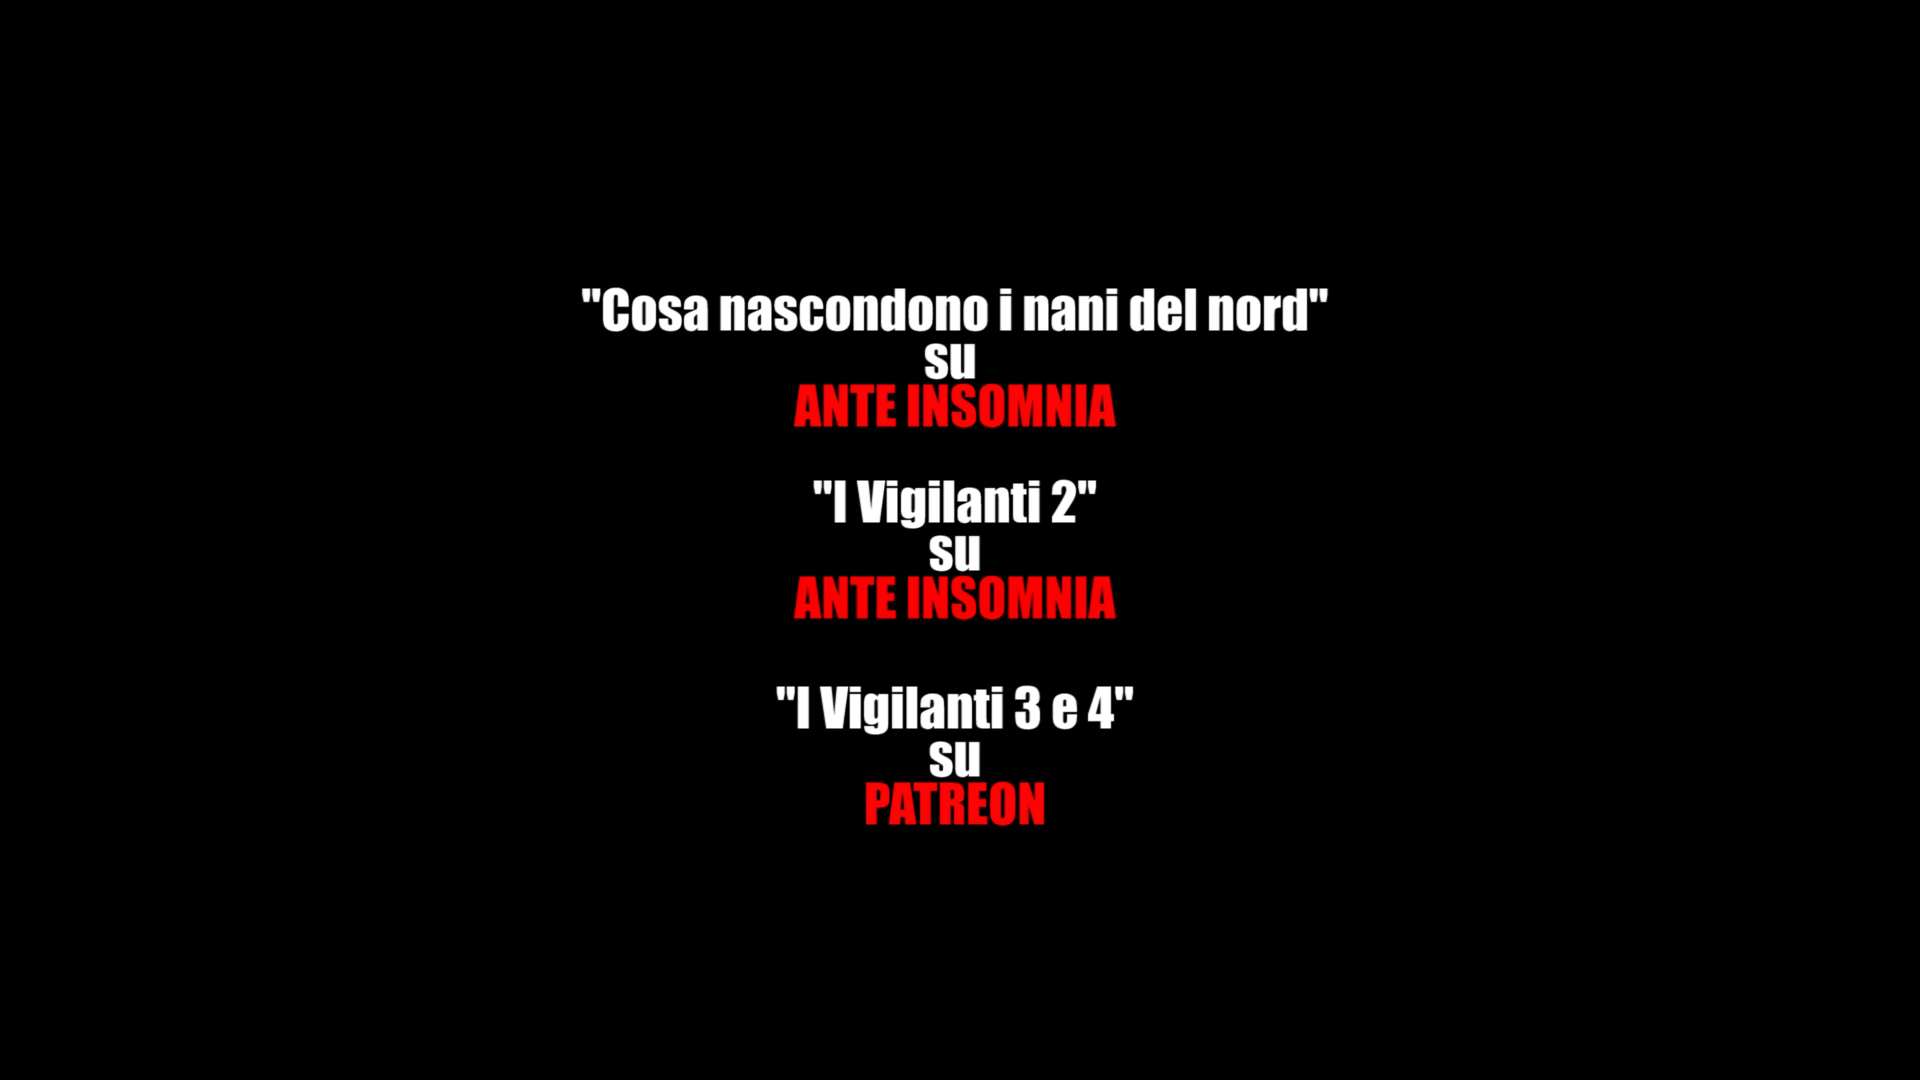 "Cosa nascondono i nani del nord"
su
ANTE INSOMNIA
"I Vigilanti 2"
su
ANTE INSOMNIA
"I Vigilanti 3 e 4"
su
PATREON